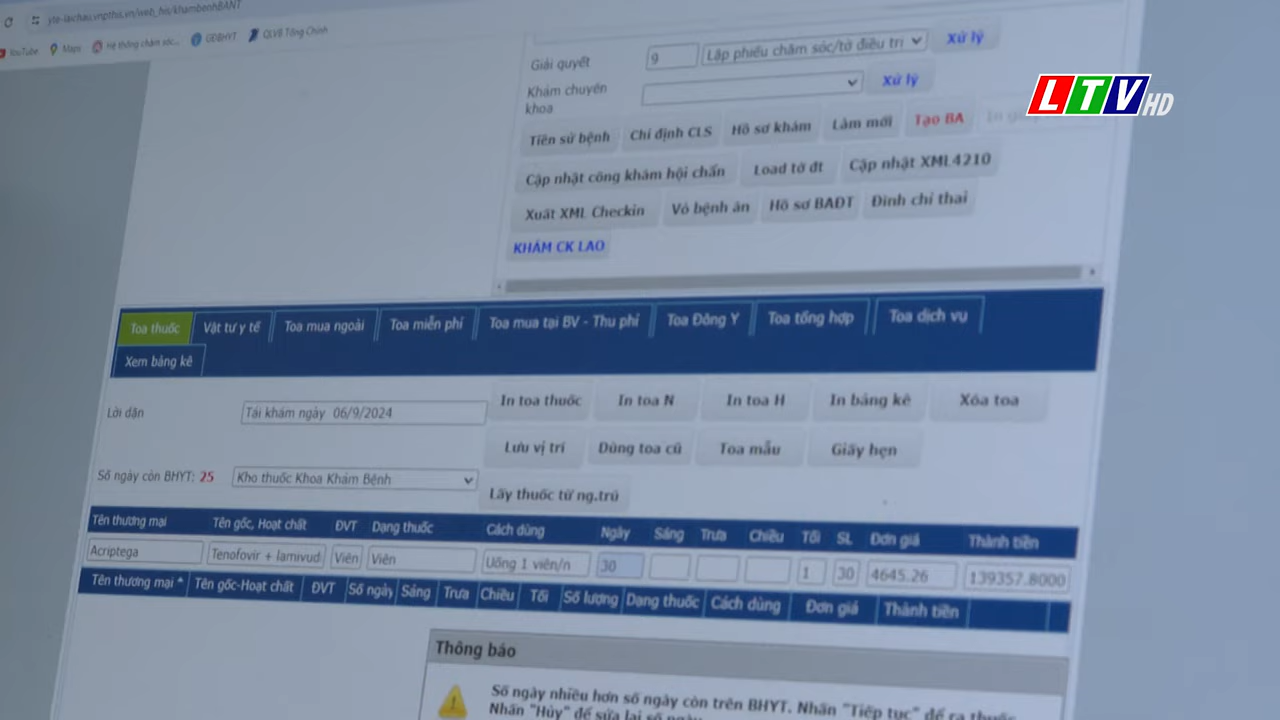 yte-laichau.vnpthis.vn/web_his/khambenhBANT
YouTube Maps Hệ thống chăm sóc... GĐBHYT QLVB Tổng Chính
LTV HD
Giải quyết 9 Lập phiếu chăm sóc/tờ điều trị Xử lý
Khám chuyên khoa Xử lý
Tiền sử bệnh Chỉ định CLS Hồ sơ khám Làm mới Tạo BA
Cập nhật công khám hội chẩn Load tờ đt Cập nhật XML4210
Xuất XML Checkin Vỏ bệnh án Hồ sơ BAĐT Đình chỉ thai
KHÁM CK LAO
Toa thuốc Vật tư y tế Toa mua ngoài Toa miễn phí Toa mua tại BV - Thu phí Toa Đông Y Toa tổng hợp Toa dịch vụ
Xem bảng kê
Lời dặn Tái khám ngày 06/9/2024 In toa thuốc In toa N In toa H In bảng kê Xóa toa
Lưu vị trí Dùng toa cũ Toa mẫu Giấy hẹn
Số ngày còn BHYT: 25 Kho thuốc Khoa Khám Bệnh Lấy thuốc từ ng.trú
Tên thương mại Tên gốc, Hoạt chất ĐVT Dạng thuốc Cách dùng Ngày Sáng Trưa Chiều Tối SL Đơn giá Thành tiền
Acriptega Tenofovir + lamivud Viên Viên Uống 1 viên/n 30 1 30 4645.26 139357.8000
Tên thương mại Tên gốc-Hoạt chất ĐVT Số ngày Sáng Trưa Chiều Tối Số lượng Dạng thuốc Cách dùng Đơn giá Thành tiền
Thông báo
Số ngày nhiều hơn số ngày còn trên BHYT. Nhấn "Tiếp tục" để ra thuốc
Nhấn "Hủy" để sửa lại số ngày